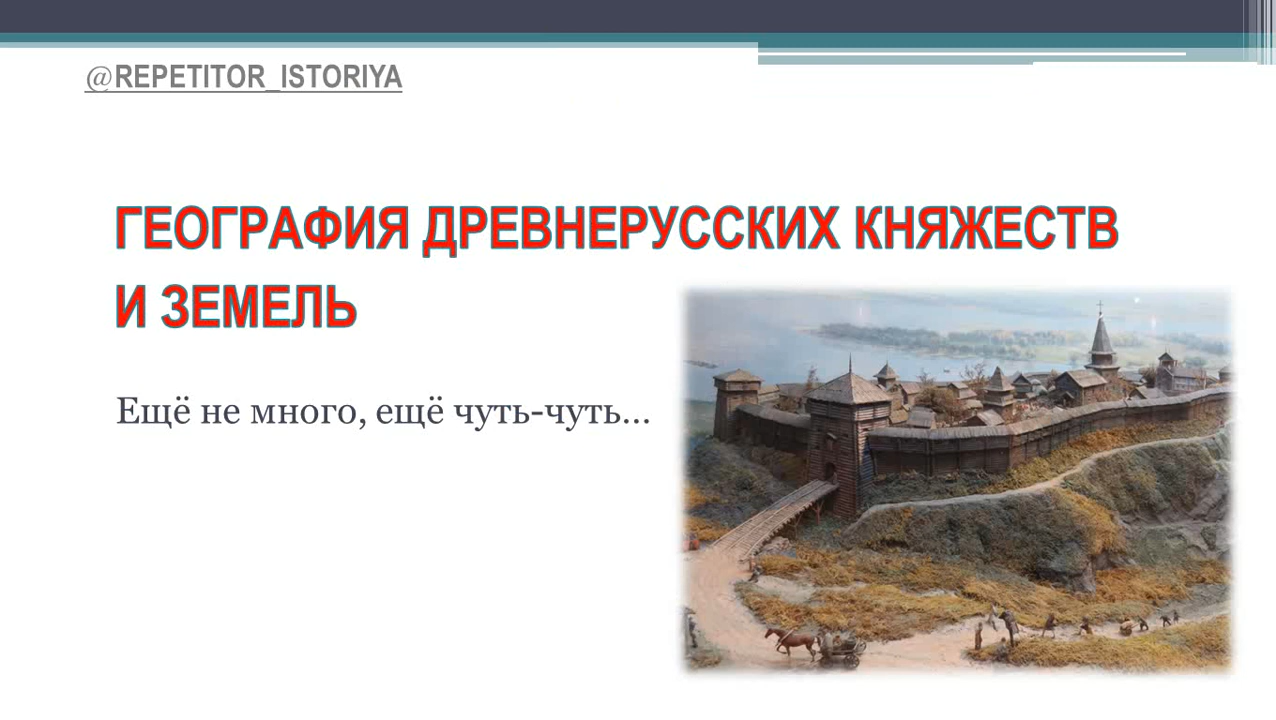 @REPETITOR_ISTORIYA
ГЕОГРАФИЯ ДРЕВНЕРУССКИХ КНЯЖЕСТВ
И ЗЕМЕЛЬ
Ещё не много, ещё чуть-чуть...